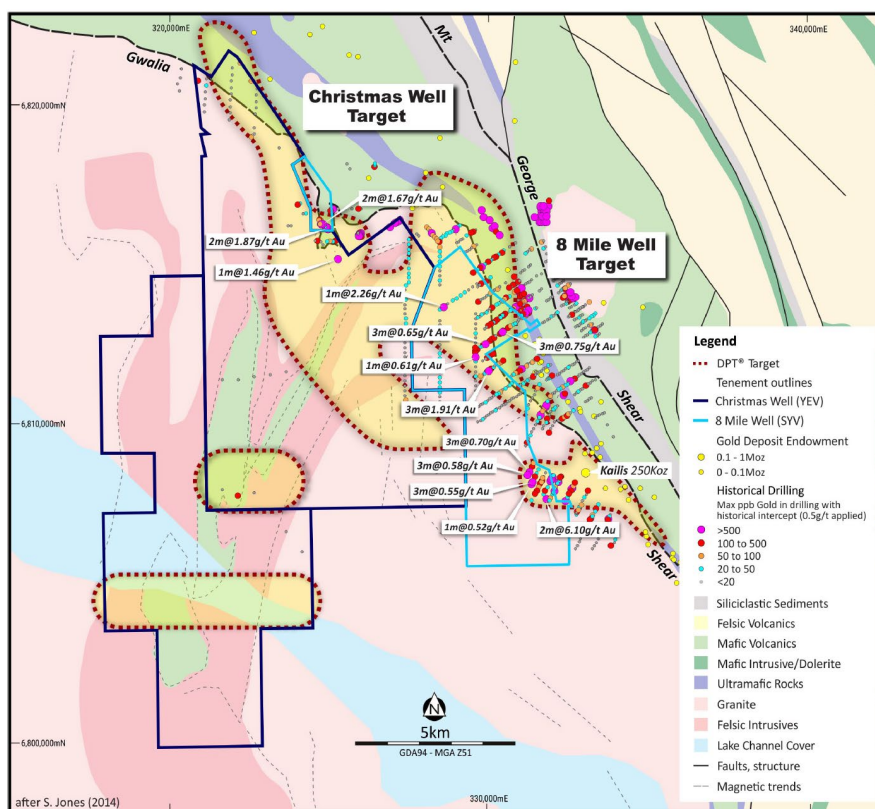 320,000mE
340,000mE
Gwalia
Mt
6,820,000mN
Christmas Well
Target
George
2m@1.67g/t Au
2m@1.87g/t Au
8 Mile Well
Target
1m@1.46g/t Au
1m@2.26g/t Au
3m@0.65g/t Au
3m@0.75g/t Au
1m@0.61g/t Au
3m@1.91/t Au
Shear
6,810,000mN
3m@0.70g/t Au
3m@0.58g/t Au
Kailis 250Koz
3m@0.55g/t Au
1m@0.52g/t Au
2m@6.10g/t Au
Shear
Legend
DPT® Target
Tenement outlines
Christmas Well (YEV)
8 Mile Well (SYV)
Gold Deposit Endowment
0.1 - 1Moz
0 - 0.1Moz
Historical Drilling
Max ppb Gold in drilling with
historical intercept (0.5g/t applied)
>500
100 to 500
50 to 100
20 to 50
<20
Siliciclastic Sediments
Felsic Volcanics
Mafic Volcanics
Mafic Intrusive/Dolerite
Ultramafic Rocks
Granite
Felsic Intrusives
Lake Channel Cover
Faults, structure
Magnetic trends
6,800,000mN
N
5km
GDA94 - MGA Z51
330,000mE
after S. Jones (2014)